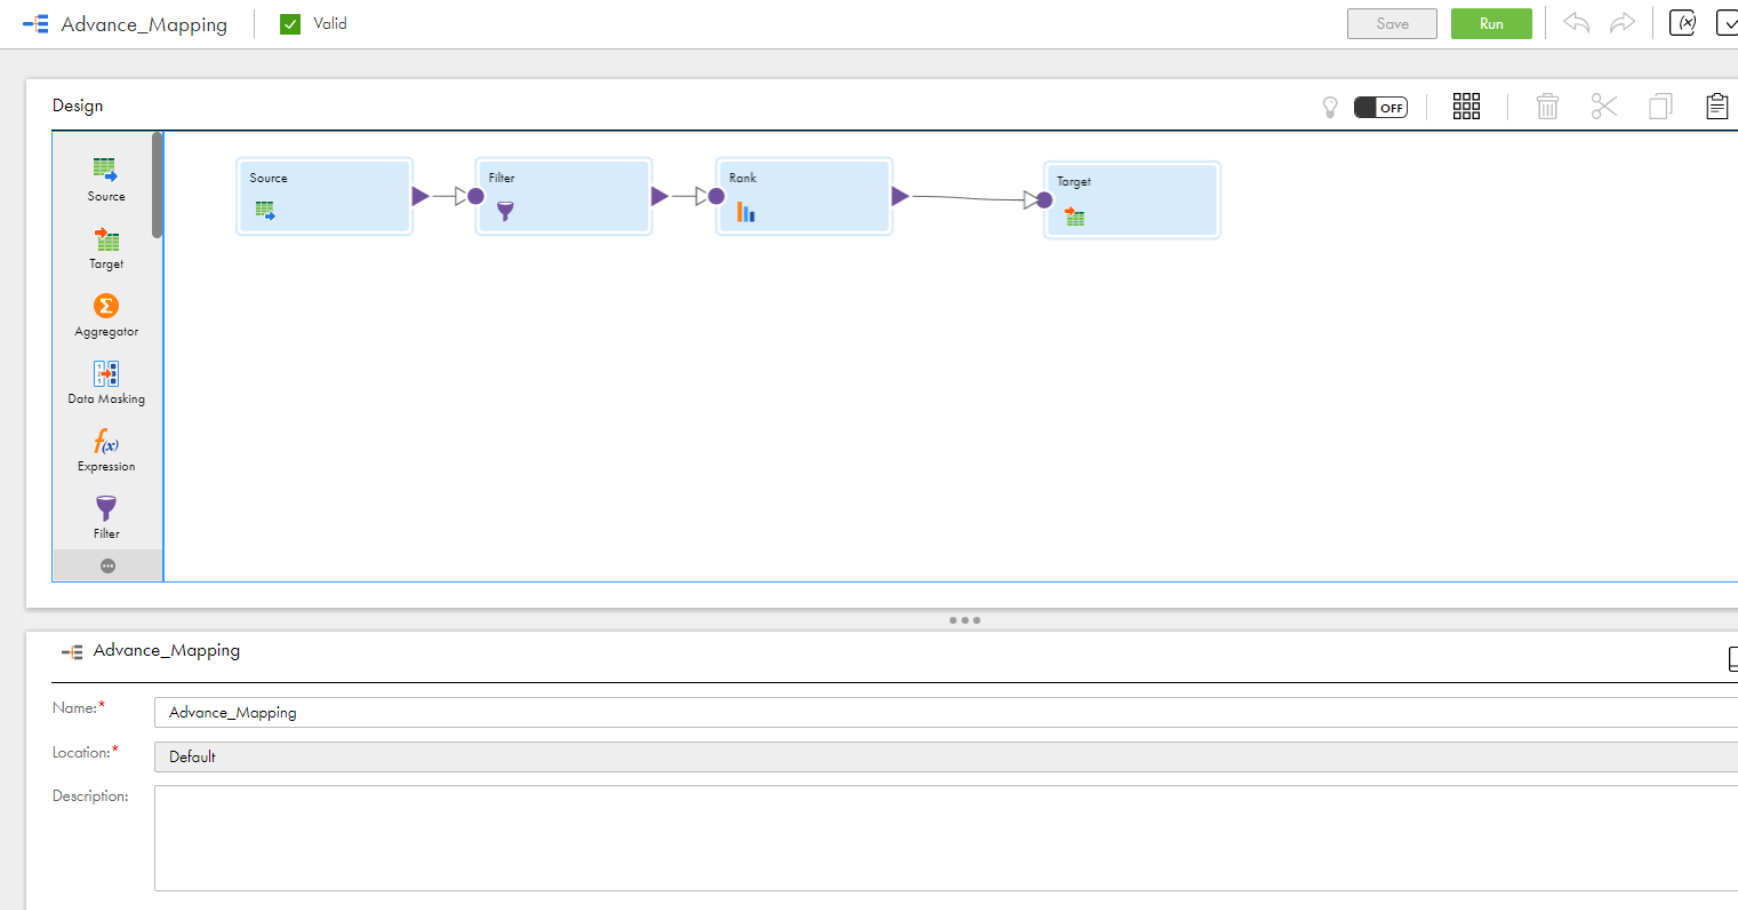 Advance_Mapping
Valid
Save
Run
(x)
Design
OFF
Source
Target
Aggregator
Data Masking
f(x)
Expression
Filter
Source
Filter
Rank
Target
Advance_Mapping
Name:*
Advance_Mapping
Location:*
Default
Description: